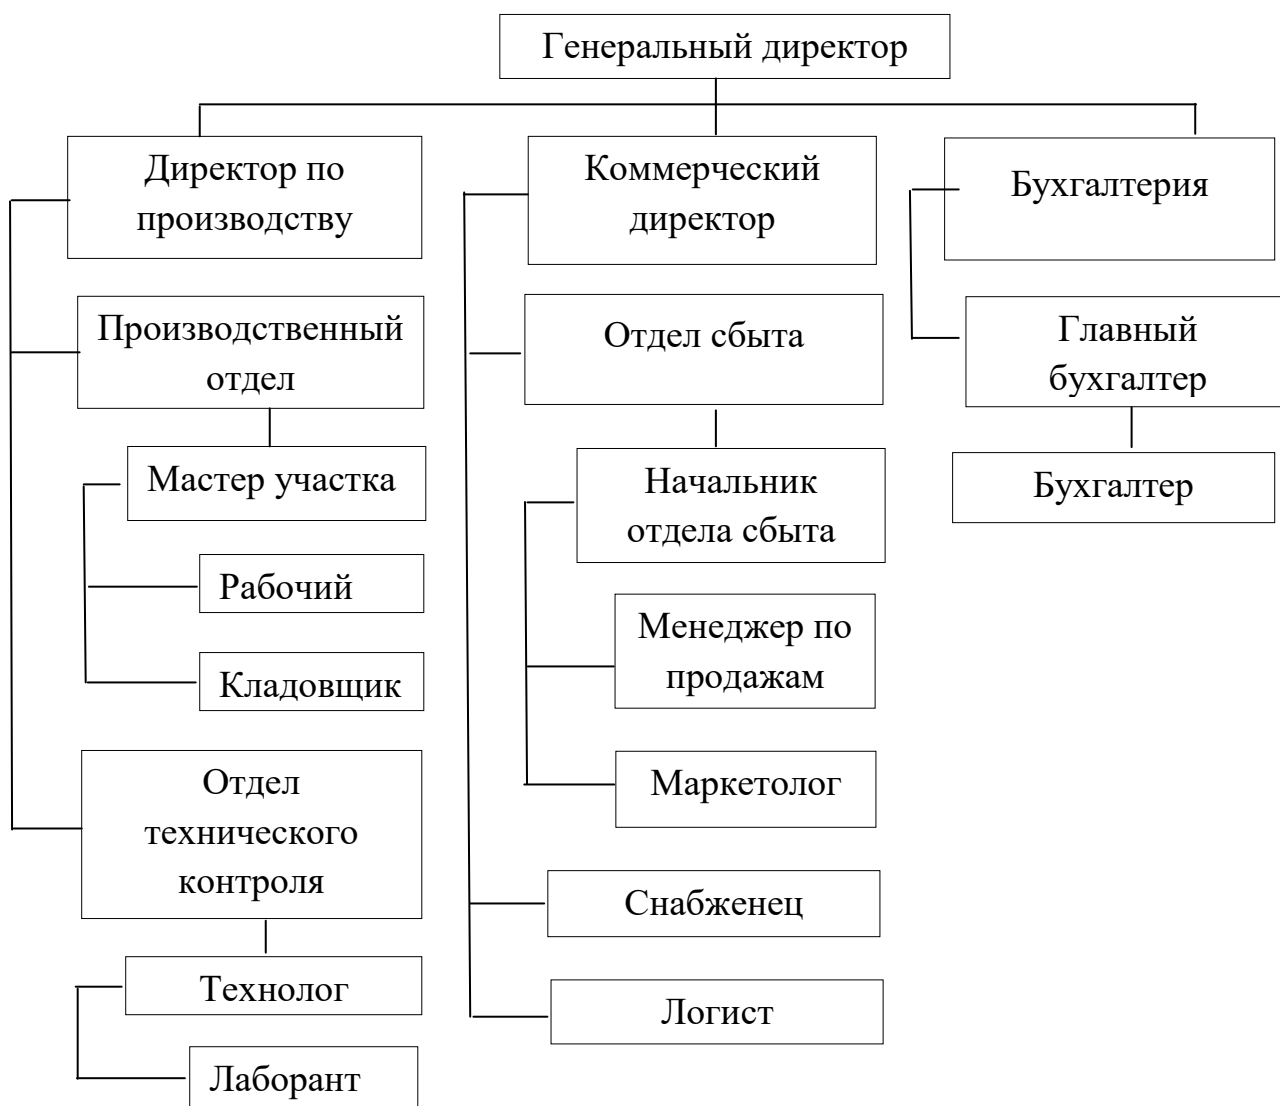 Генеральный директор
Директор по
производству
Производственный
отдел
Мастер участка
Рабочий
Кладовщик
Отдел
технического
контроля
Технолог
Лаборант
Коммерческий
директор
Отдел сбыта
Начальник
отдела сбыта
Менеджер по
продажам
Маркетолог
Снабженец
Логист
Бухгалтерия
Главный
бухгалтер
Бухгалтер